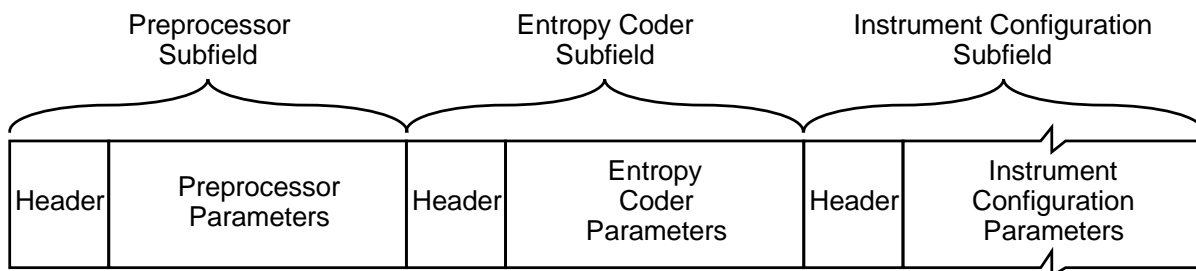 Preprocessor
Subfield
Entropy Coder
Subfield
Instrument Configuration
Subfield
Header
Preprocessor
Parameters
Header
Entropy
Coder
Parameters
Header
Instrument
Configuration
Parameters